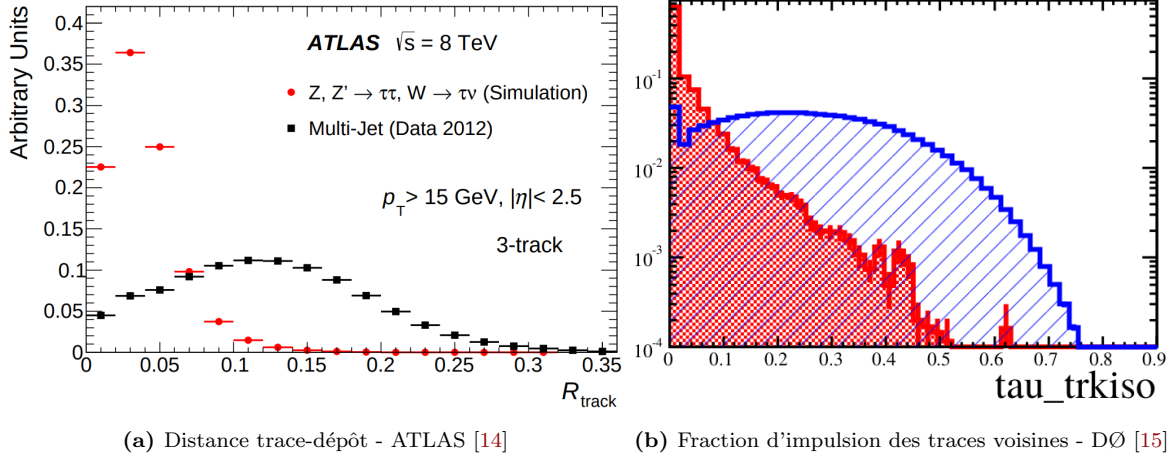 Arbitrary Units
0.4
0.35
0.3
0.25
0.2
0.15
0.1
0.05
0
ATLAS √s = 8 TeV
Z, Z' → ττ, W → τν (Simulation)
Multi-Jet (Data 2012)
p_T > 15 GeV, |η|< 2.5
3-track
0 0.05 0.1 0.15 0.2 0.25 0.3 0.35
R_track
(a) Distance trace-dépôt - ATLAS [14]
10⁻¹
10⁻²
10⁻³
10⁻⁴
0 0.1 0.2 0.3 0.4 0.5 0.6 0.7 0.8 0.9
tau_trkiso
(b) Fraction d'impulsion des traces voisines - DØ [15]